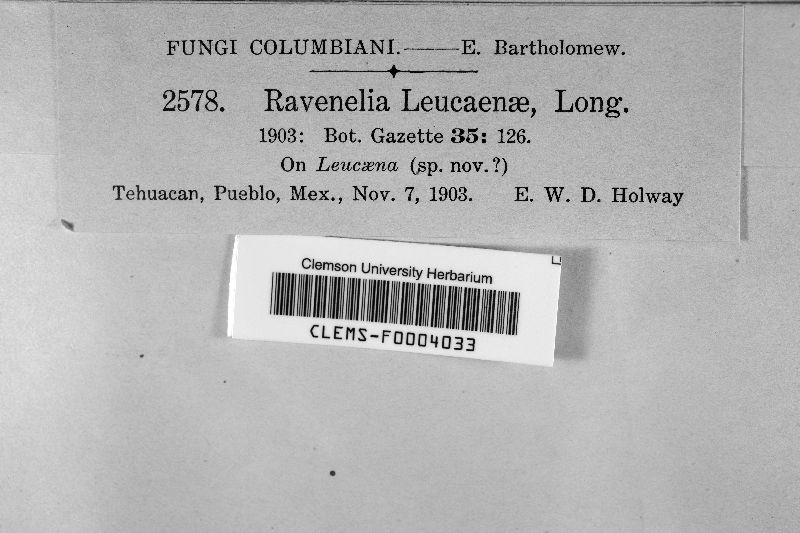 FUNGI COLUMBIANI.——E. Bartholomew.
2578. Ravenelia Leucaenæ, Long.
1903: Bot. Gazette 35: 126.
On Leucæna (sp. nov.?)
Tehuacan, Pueblo, Mex., Nov. 7, 1903. E. W. D. Holway
Clemson University Herbarium
CLEMS-F0004033